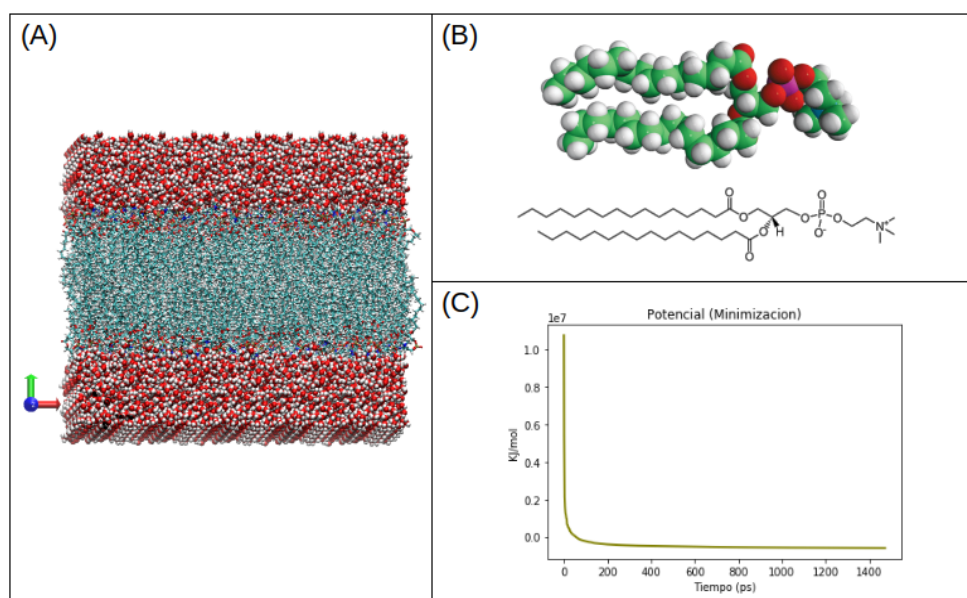 (A)
(B)
O
O
H
O
O
O
P
O
O-
O
N+
(C)
Potencial (Minimizacion)
1e7
KJ/mol
1.0
0.8
0.6
0.4
0.2
0.0
0 200 400 600 800 1000 1200 1400
Tiempo (ps)